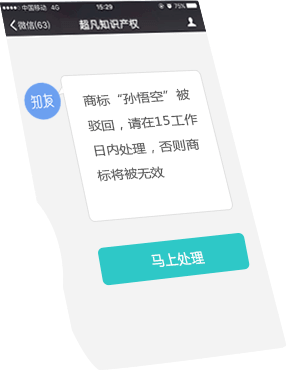 中国移动 4G 15:29 75%
微信(63) 超凡知识产权
知友
商标“孙悟空”被
驳回，请在15工作
日内处理，否则商
标将被无效
马上处理